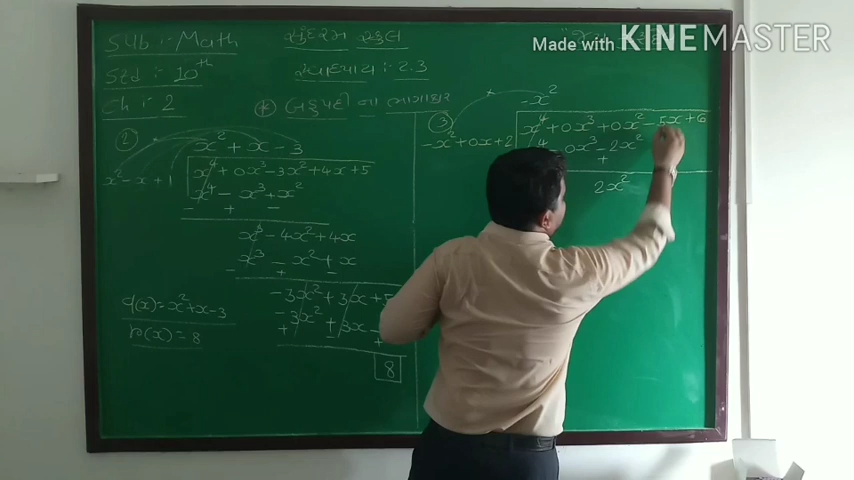 Sub :- Math
Std :- 10th
Ch :- 2
સુંદરમ સ્કુલ
સ્વાધ્યાય :- 2.3
Made with KINEMASTER
* બહુપદી ના ભાગાકાર
②
x² + x - 3
x² - x + 1
x⁴ + 0x³ - 3x² + 4x + 5
x⁴ - x³ + x²
- + -
x³ - 4x² + 4x
x³ - x² + x
- + -
-3x² + 3x + 5
-3x² + 3x -
+ - +
8
q(x) = x² + x - 3
r(x) = 8
③
-x²
-x² + 0x + 2
x⁴ + 0x³ + 0x² - 5x + 6
4 - 0x³ - 2x²
+
2x²